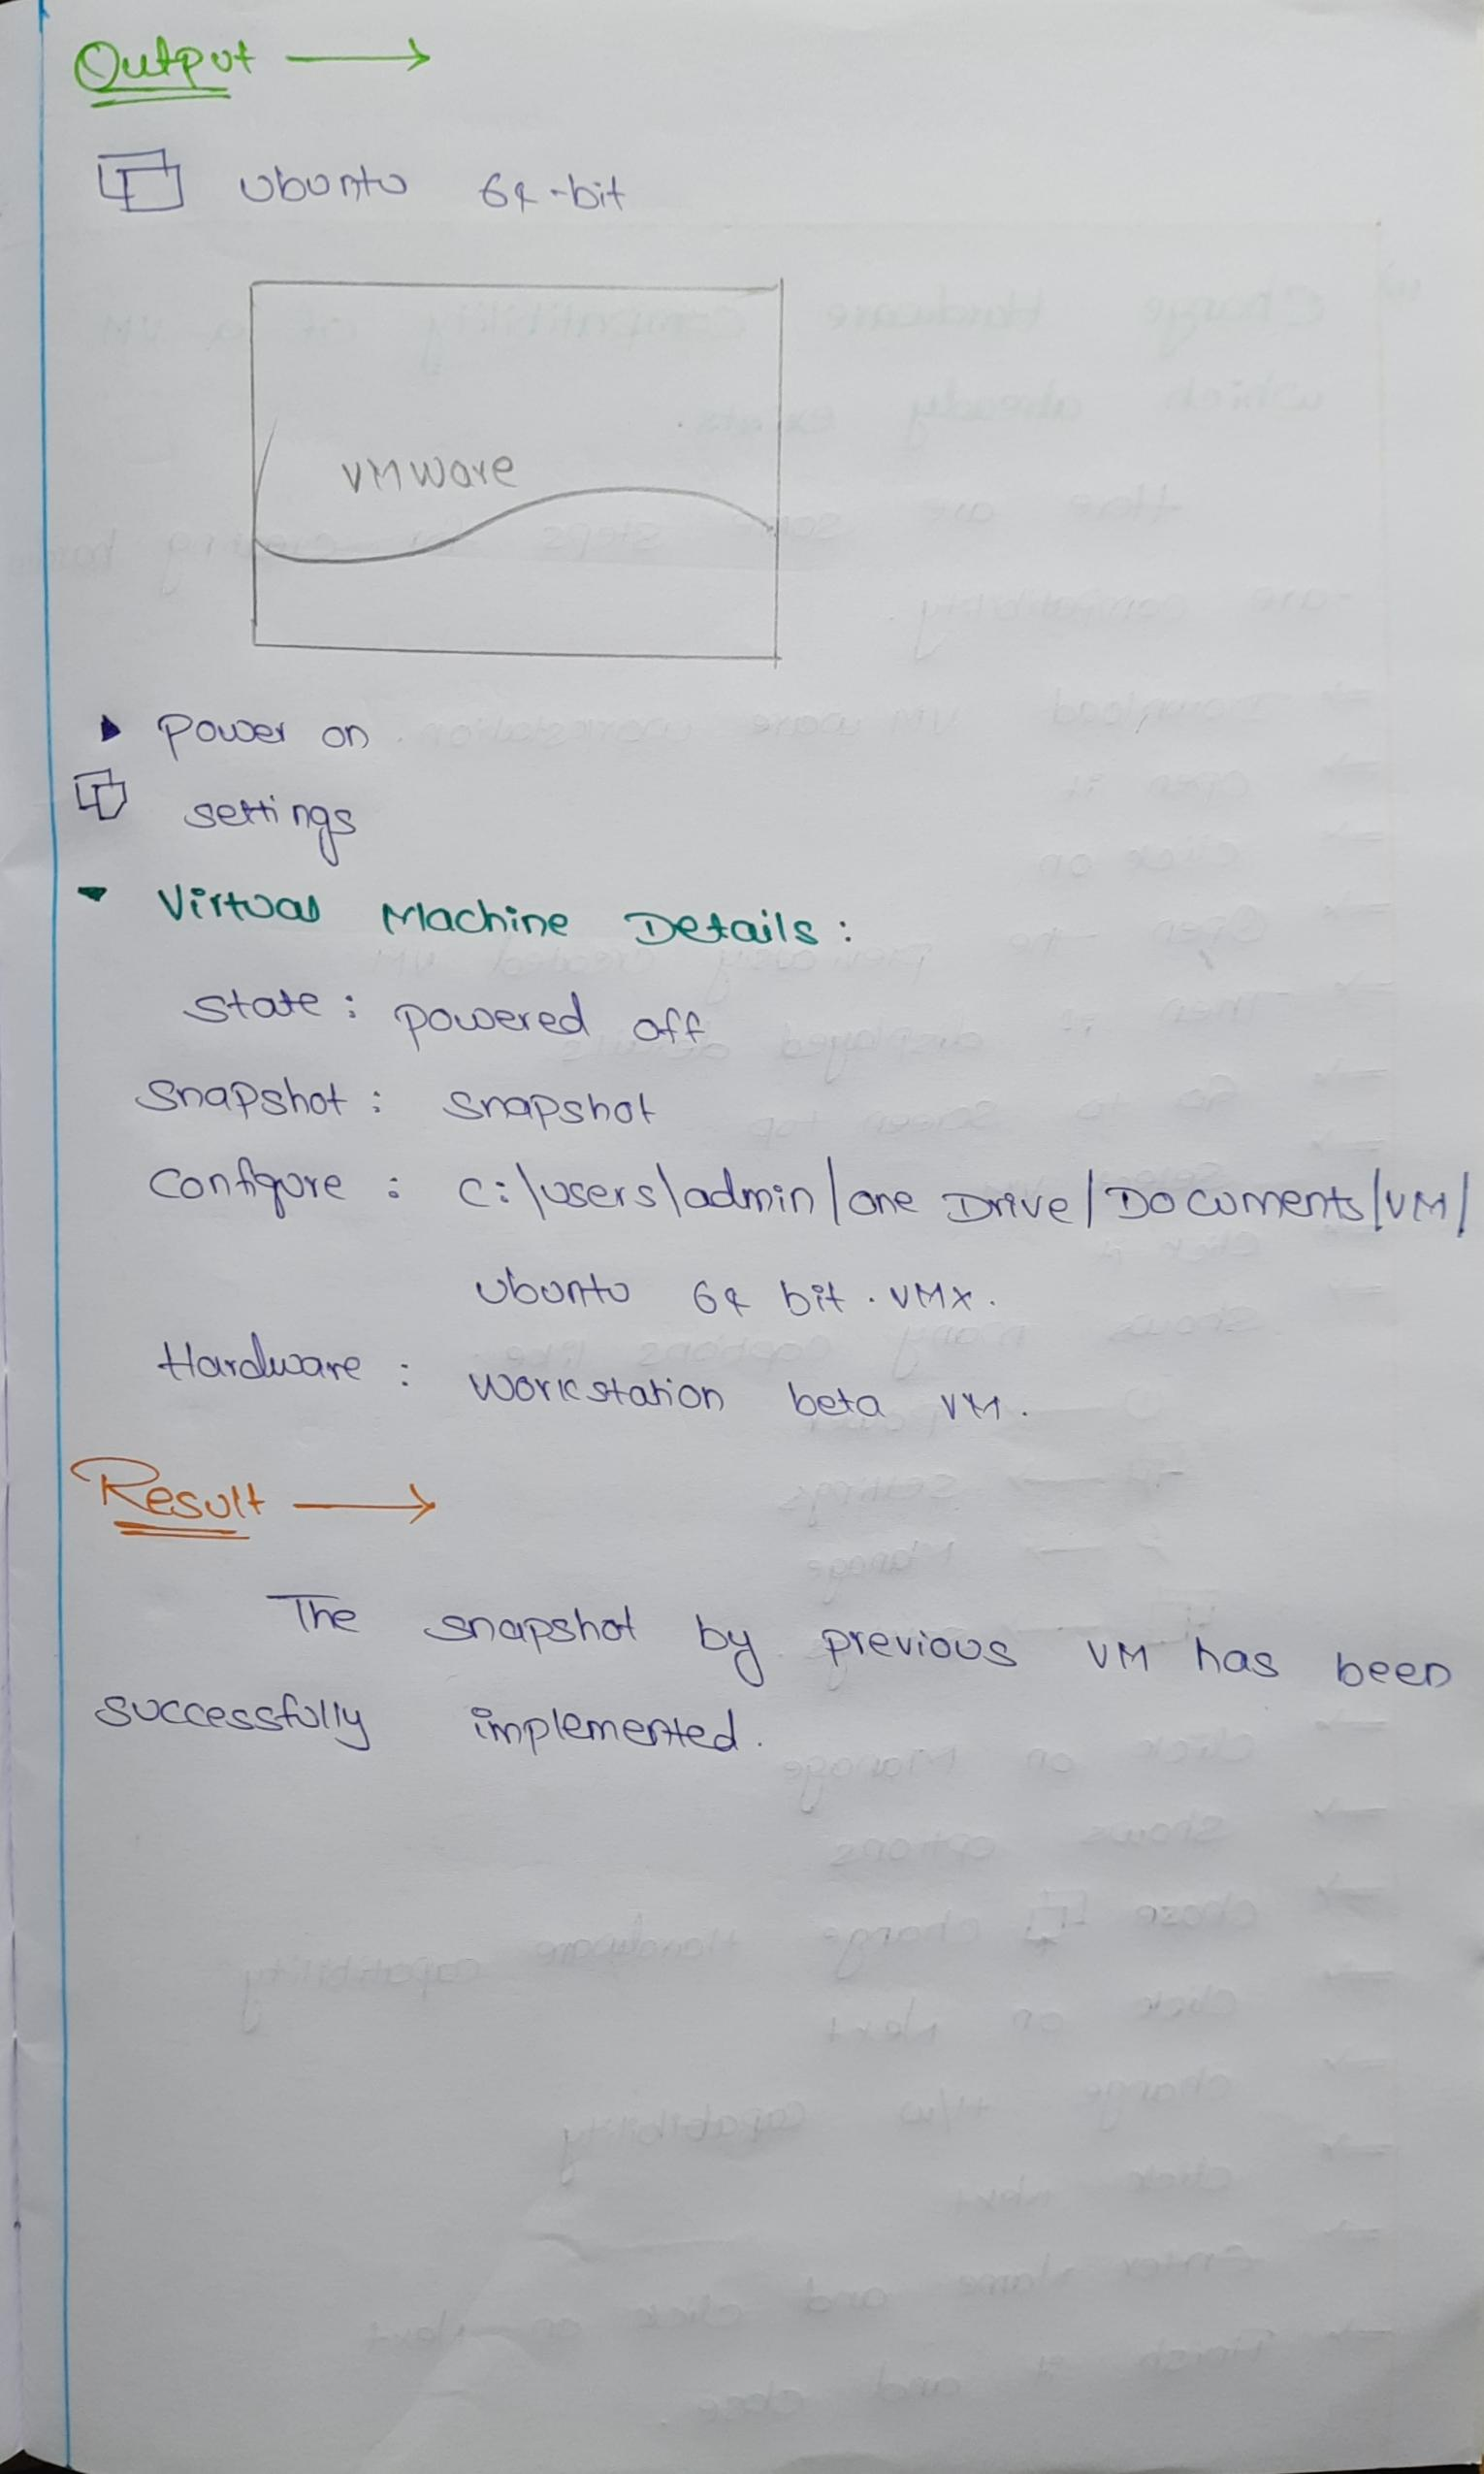 Output →
Ubuntu 64-bit
VMware
Power on
settings
Virtual Machine Details:
State: powered off
Snapshot: snapshot
Configure: C:\users\admin/one Drive/Documents/VM/
Ubuntu 64 bit.VMX.
Hardware: Workstation beta VM.
Result →
The snapshot by previous VM has been
successfully implemented.